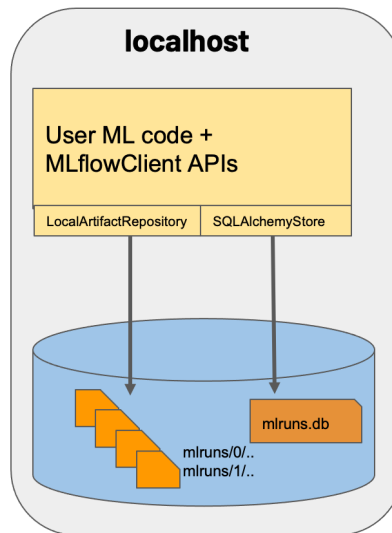 localhost
User ML code +
MLflowClient APIs
LocalArtifactRepository
SQLAlchemyStore
mlruns.db
mlruns/0/..
mlruns/1/..